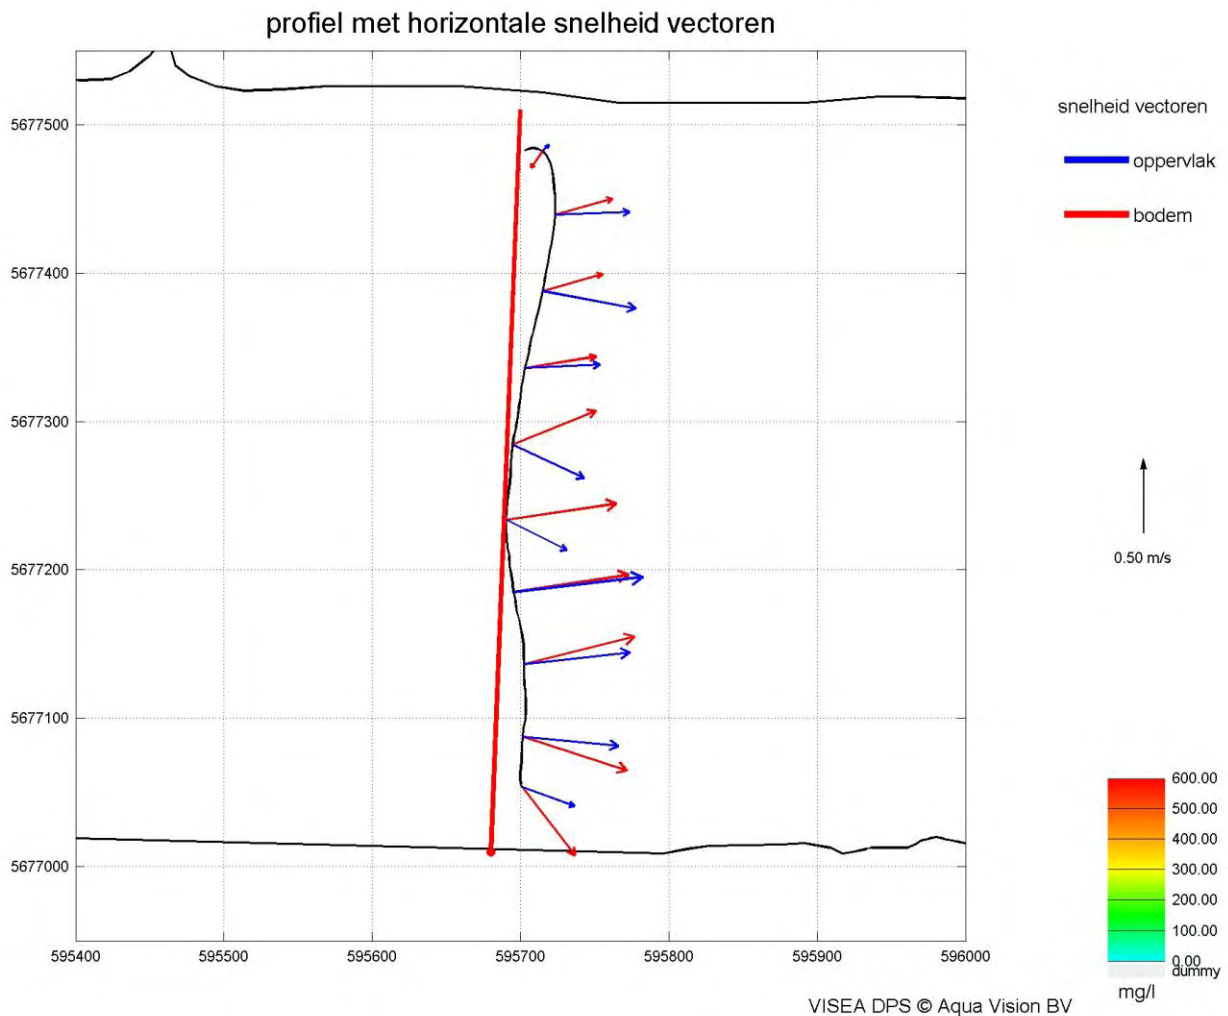 profiel met horizontale snelheid vectoren
snelheid vectoren
oppervlak
bodem
5677500
5677400
5677300
5677200
5677100
5677000
0.50 m/s
595400
595500
595600
595700
595800
595900
596000
600.00
500.00
400.00
300.00
200.00
100.00
0.00
dummy
mg/l
VISEA DPS © Aqua Vision BV